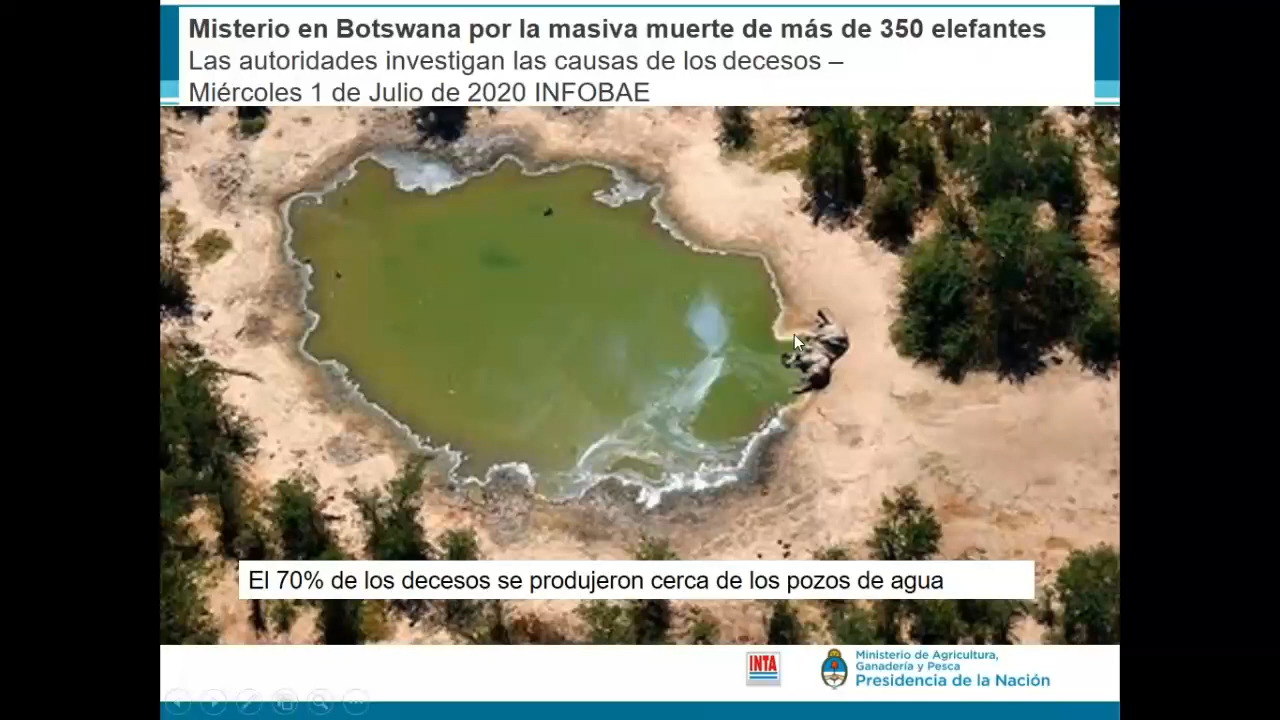 Misterio en Botswana por la masiva muerte de más de 350 elefantes
Las autoridades investigan las causas de los decesos –
Miércoles 1 de Julio de 2020 INFOBAE
El 70% de los decesos se produjeron cerca de los pozos de agua
INTA
Ministerio de Agricultura,
Ganadería y Pesca
Presidencia de la Nación